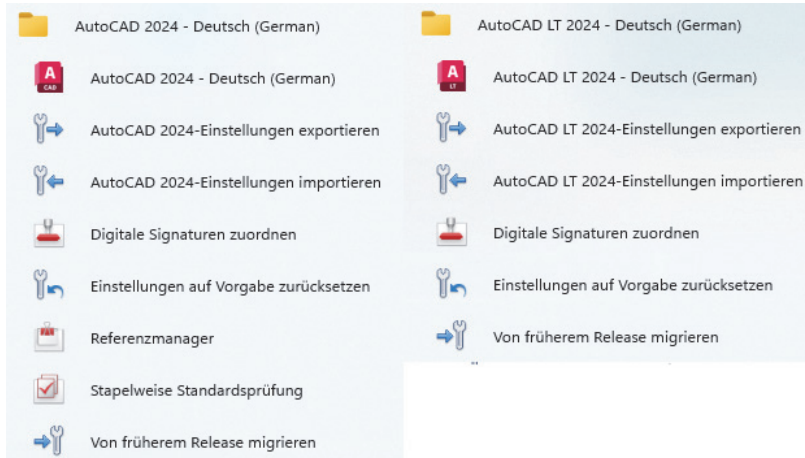 AutoCAD 2024 - Deutsch (German)
A
CAD
AutoCAD 2024 - Deutsch (German)
AutoCAD 2024-Einstellungen exportieren
AutoCAD 2024-Einstellungen importieren
Digitale Signaturen zuordnen
Einstellungen auf Vorgabe zurücksetzen
Referenzmanager
Stapelweise Standardsprüfung
Von früherem Release migrieren
AutoCAD LT 2024 - Deutsch (German)
A
LT
AutoCAD LT 2024 - Deutsch (German)
AutoCAD LT 2024-Einstellungen exportieren
AutoCAD LT 2024-Einstellungen importieren
Digitale Signaturen zuordnen
Einstellungen auf Vorgabe zurücksetzen
Von früherem Release migrieren